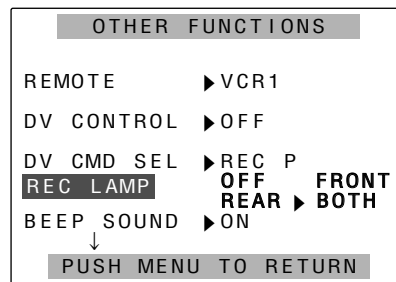 OTHER FUNCTIONS
REMOTE ▶VCR1
DV CONTROL ▶OFF
DV CMD SEL ▶REC P
REC LAMP OFF FRONT
REAR ▶ BOTH
BEEP SOUND ▶ON
↓
PUSH MENU TO RETURN